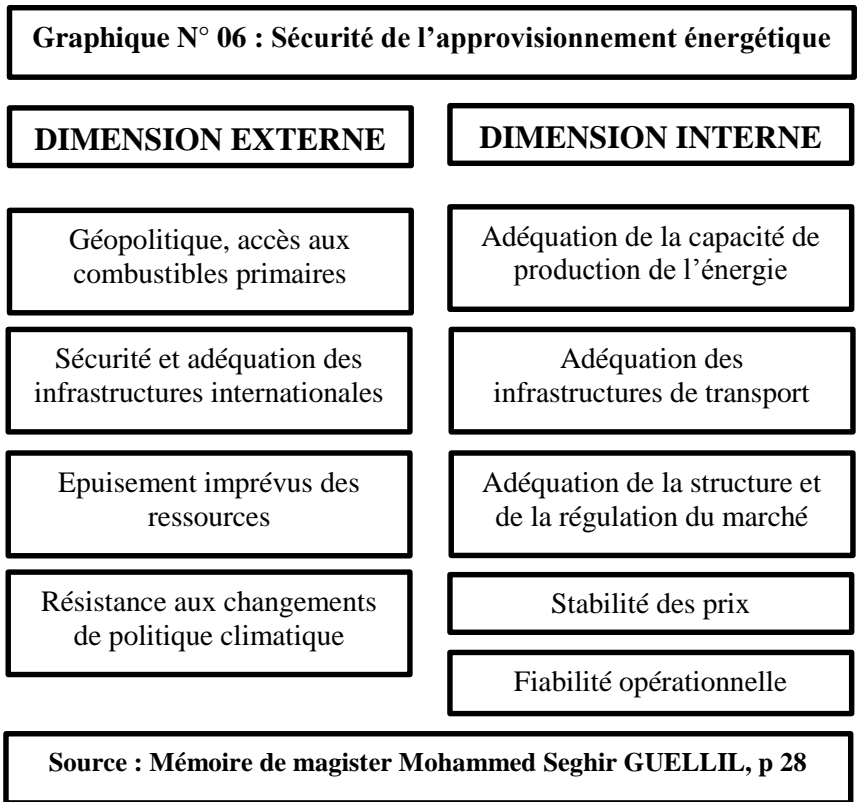 Graphique N° 06 : Sécurité de l’approvisionnement énergétique
DIMENSION EXTERNE
Géopolitique, accès aux
combustibles primaires
Sécurité et adéquation des
infrastructures internationales
Epuisement imprévus des
ressources
Résistance aux changements
de politique climatique
DIMENSION INTERNE
Adéquation de la capacité de
production de l’énergie
Adéquation des
infrastructures de transport
Adéquation de la structure et
de la régulation du marché
Stabilité des prix
Fiabilité opérationnelle
Source : Mémoire de magister Mohammed Seghir GUELLIL, p 28